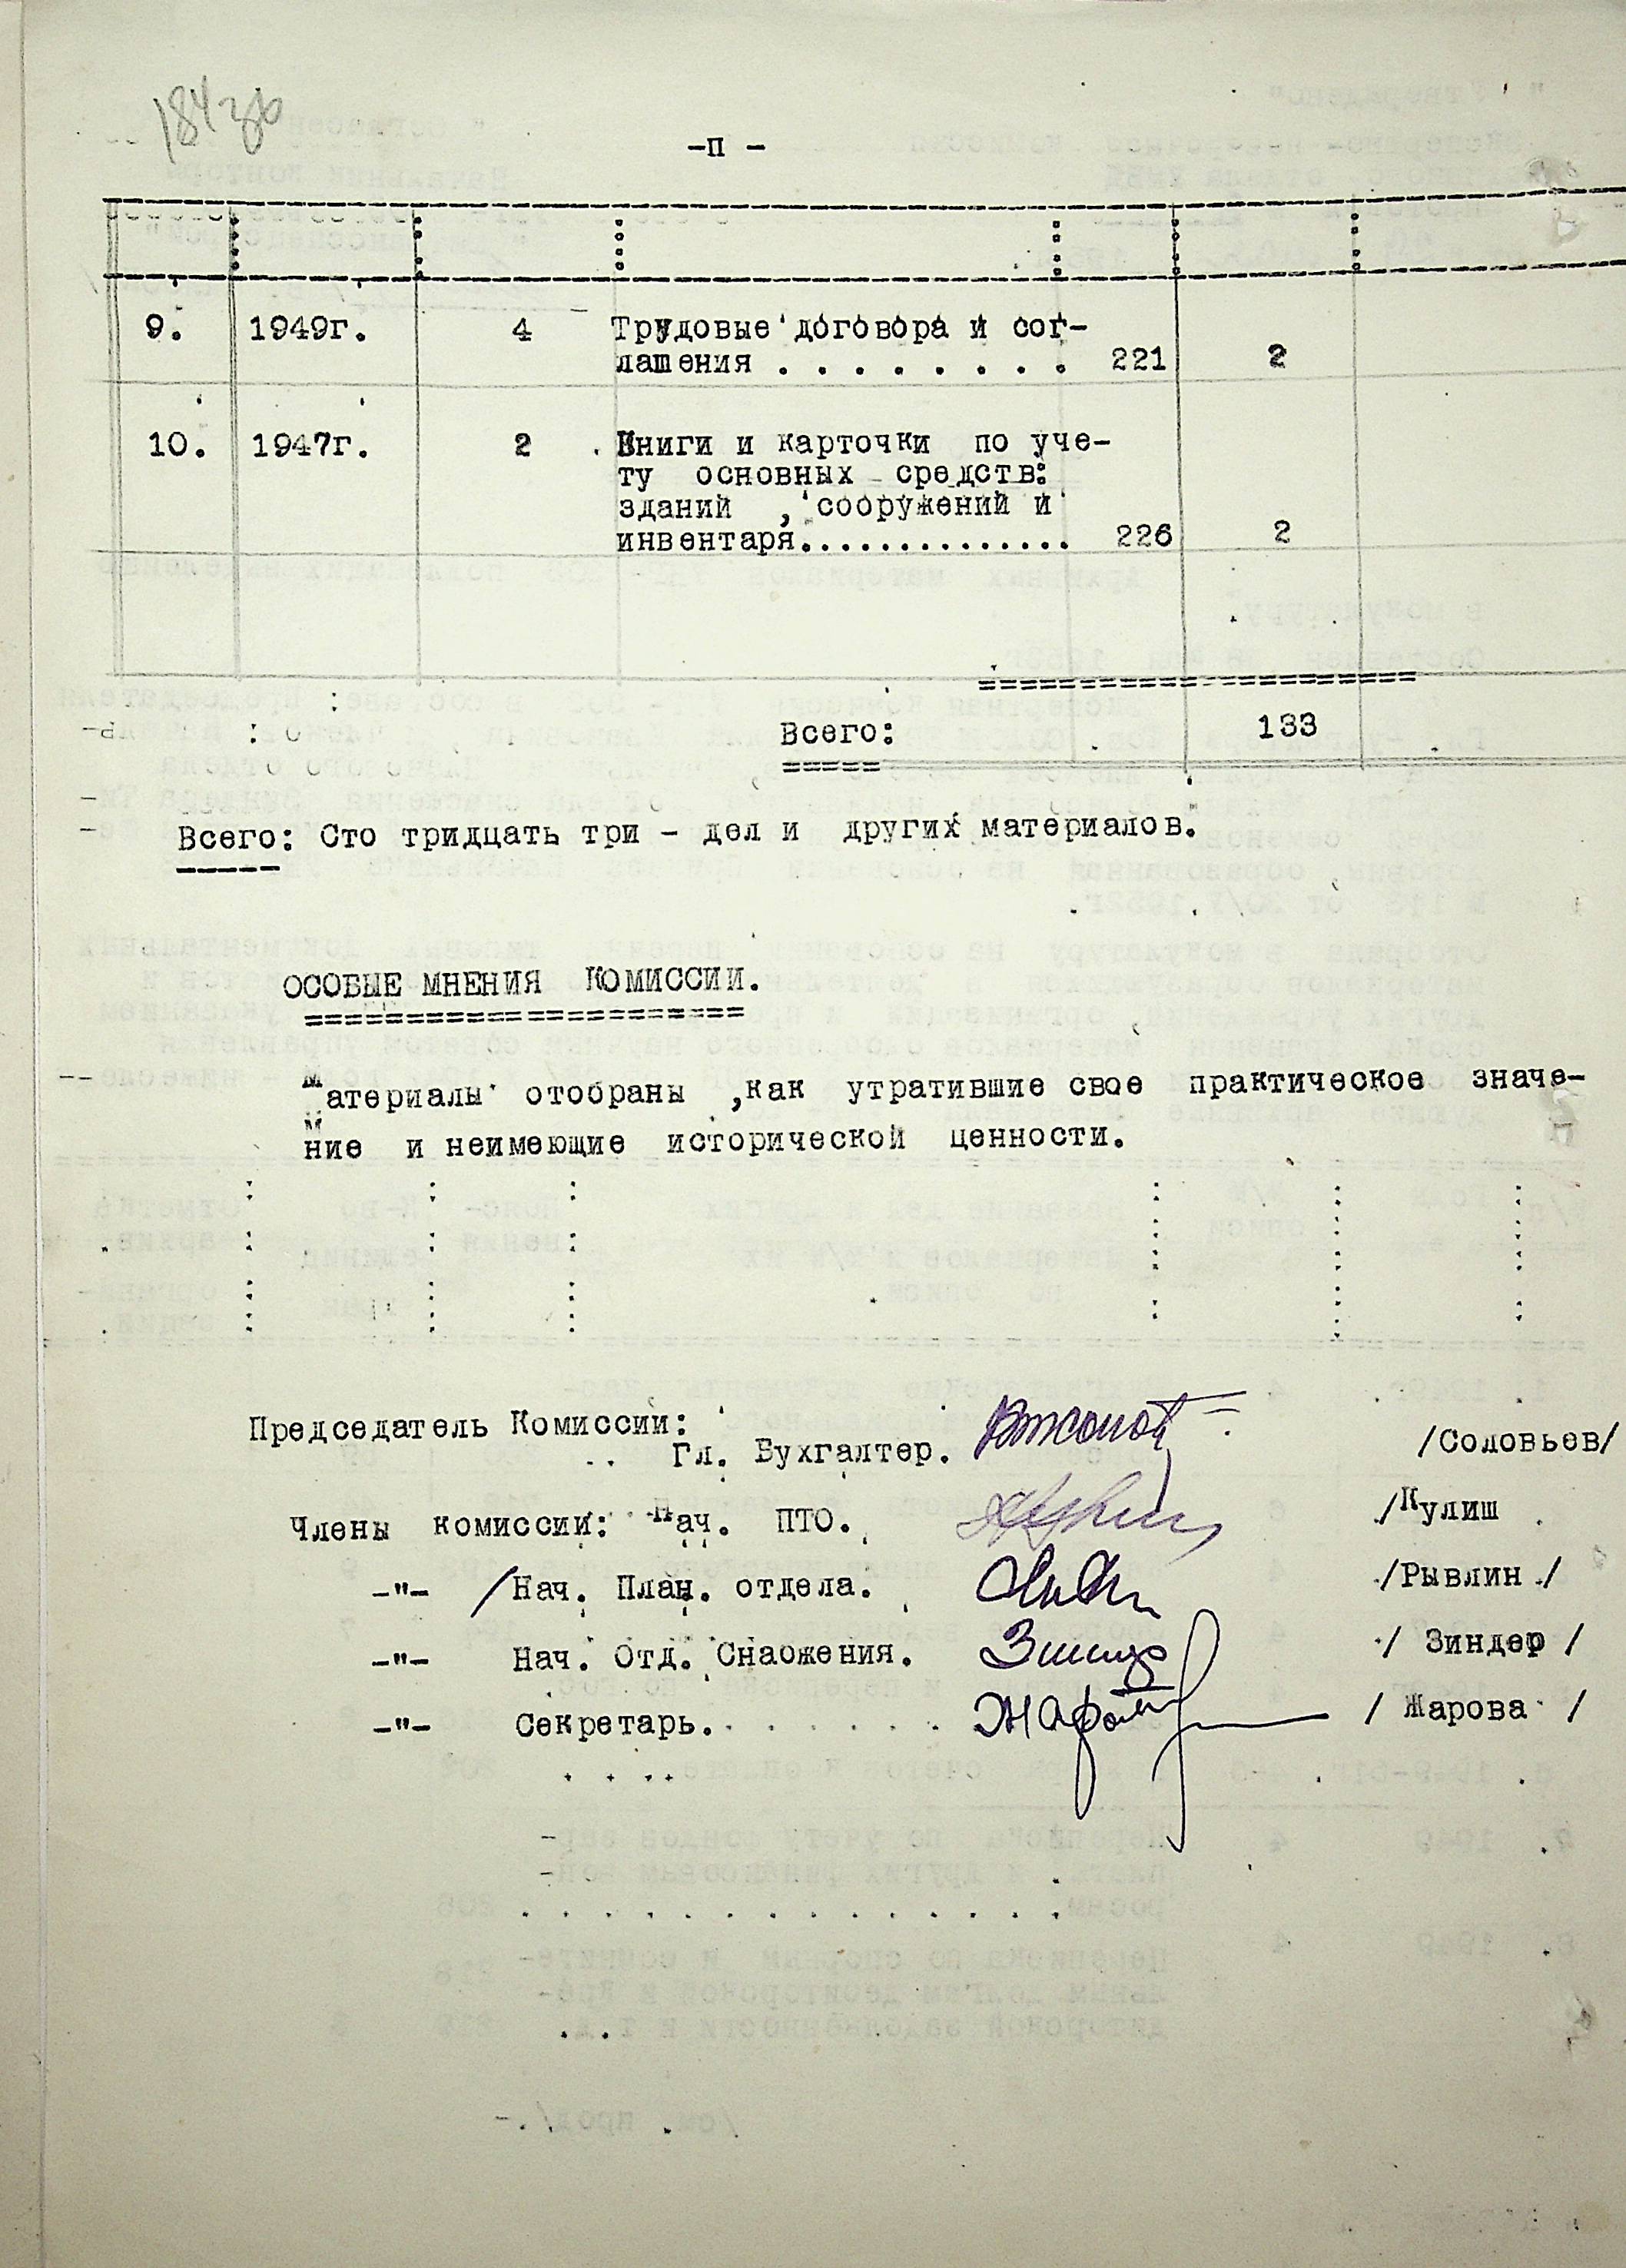 184 об
-п -
9. 1949г. 4 Трудовые договора и сог-
лашения . . . . . . . . 221 2
10. 1947г. 2 Книги и карточки по уче-
ту основных средств:
зданий , сооружений и
инвентаря.............. 226 2
======================
Всего: 133
=====
Всего: Сто тридцать три - дел и других материалов.
ОСОБЫЕ МНЕНИЯ КОМИССИИ.
======================
Материалы отобраны ,как утратившие свое практическое значе-
ние и неимеющие исторической ценности.
Председатель Комиссии:
Гл. Бухгалтер. /Соловьев/
Члены комиссии: Нач. ПТО. /Кулиш
-"- /Нач. План. отдела. /Рывлин /
-"- Нач. Отд. Снаожения. / Зиндер /
-"- Секретарь. . . . . . . / Жарова /